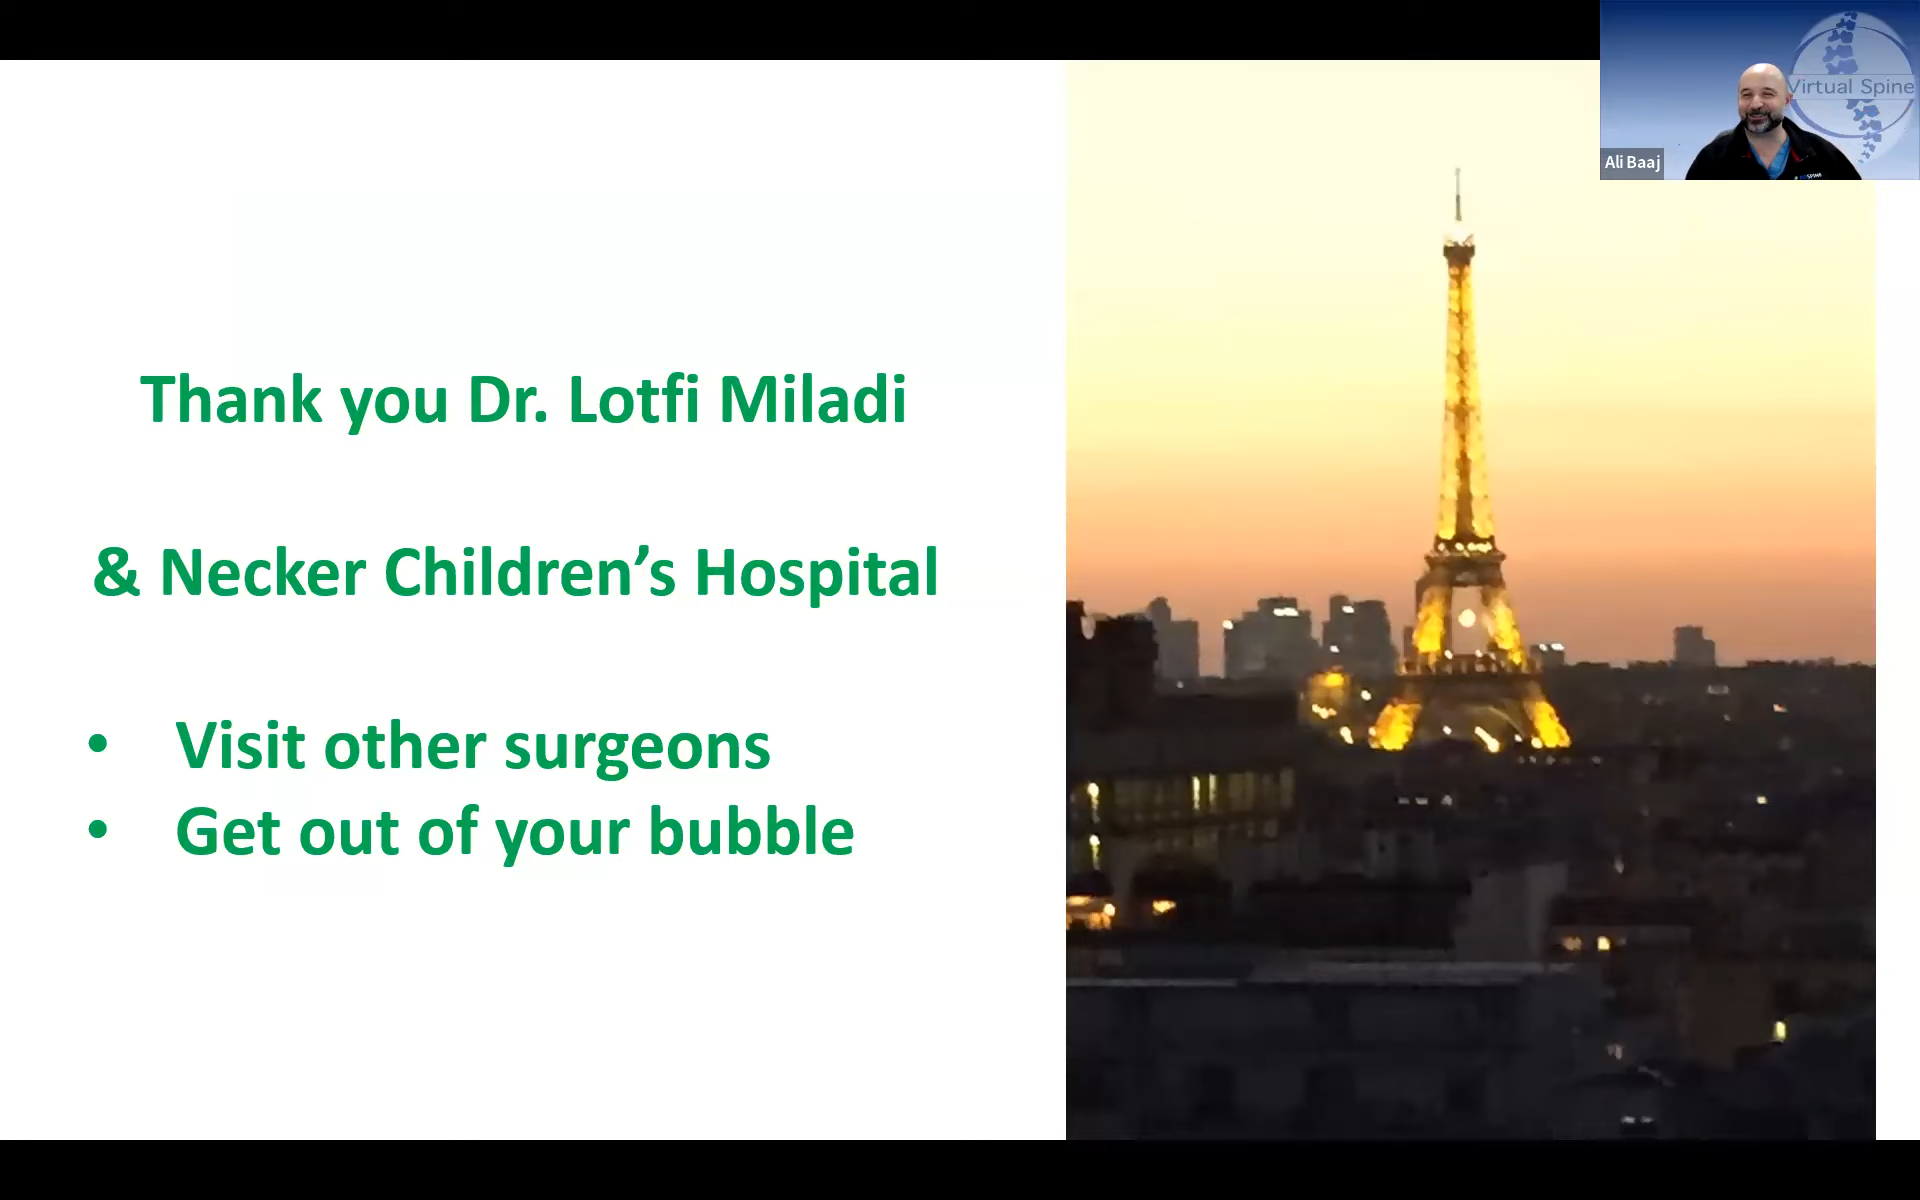 Thank you Dr. Lotfi Miladi
& Necker Children’s Hospital
• Visit other surgeons
• Get out of your bubble
Virtual Spine
Ali Baaj